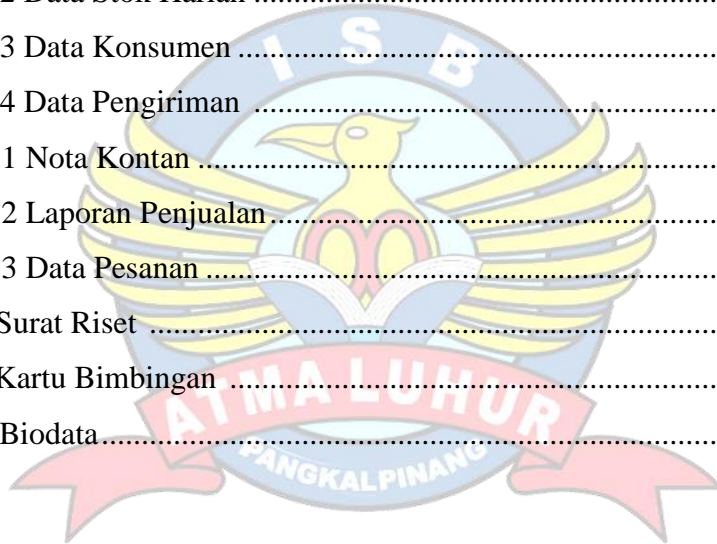 2 Data Stok Harian ..........................................................
3 Data Konsumen ............................................................
4 Data Pengiriman ..........................................................
1 Nota Kontan .................................................................
2 Laporan Penjualan .......................................................
3 Data Pesanan ................................................................
Surat Riset .......................................................................
Kartu Bimbingan .............................................................
Biodata .............................................................................
I S B
ATMA LUHUR
PANGKALPINANG